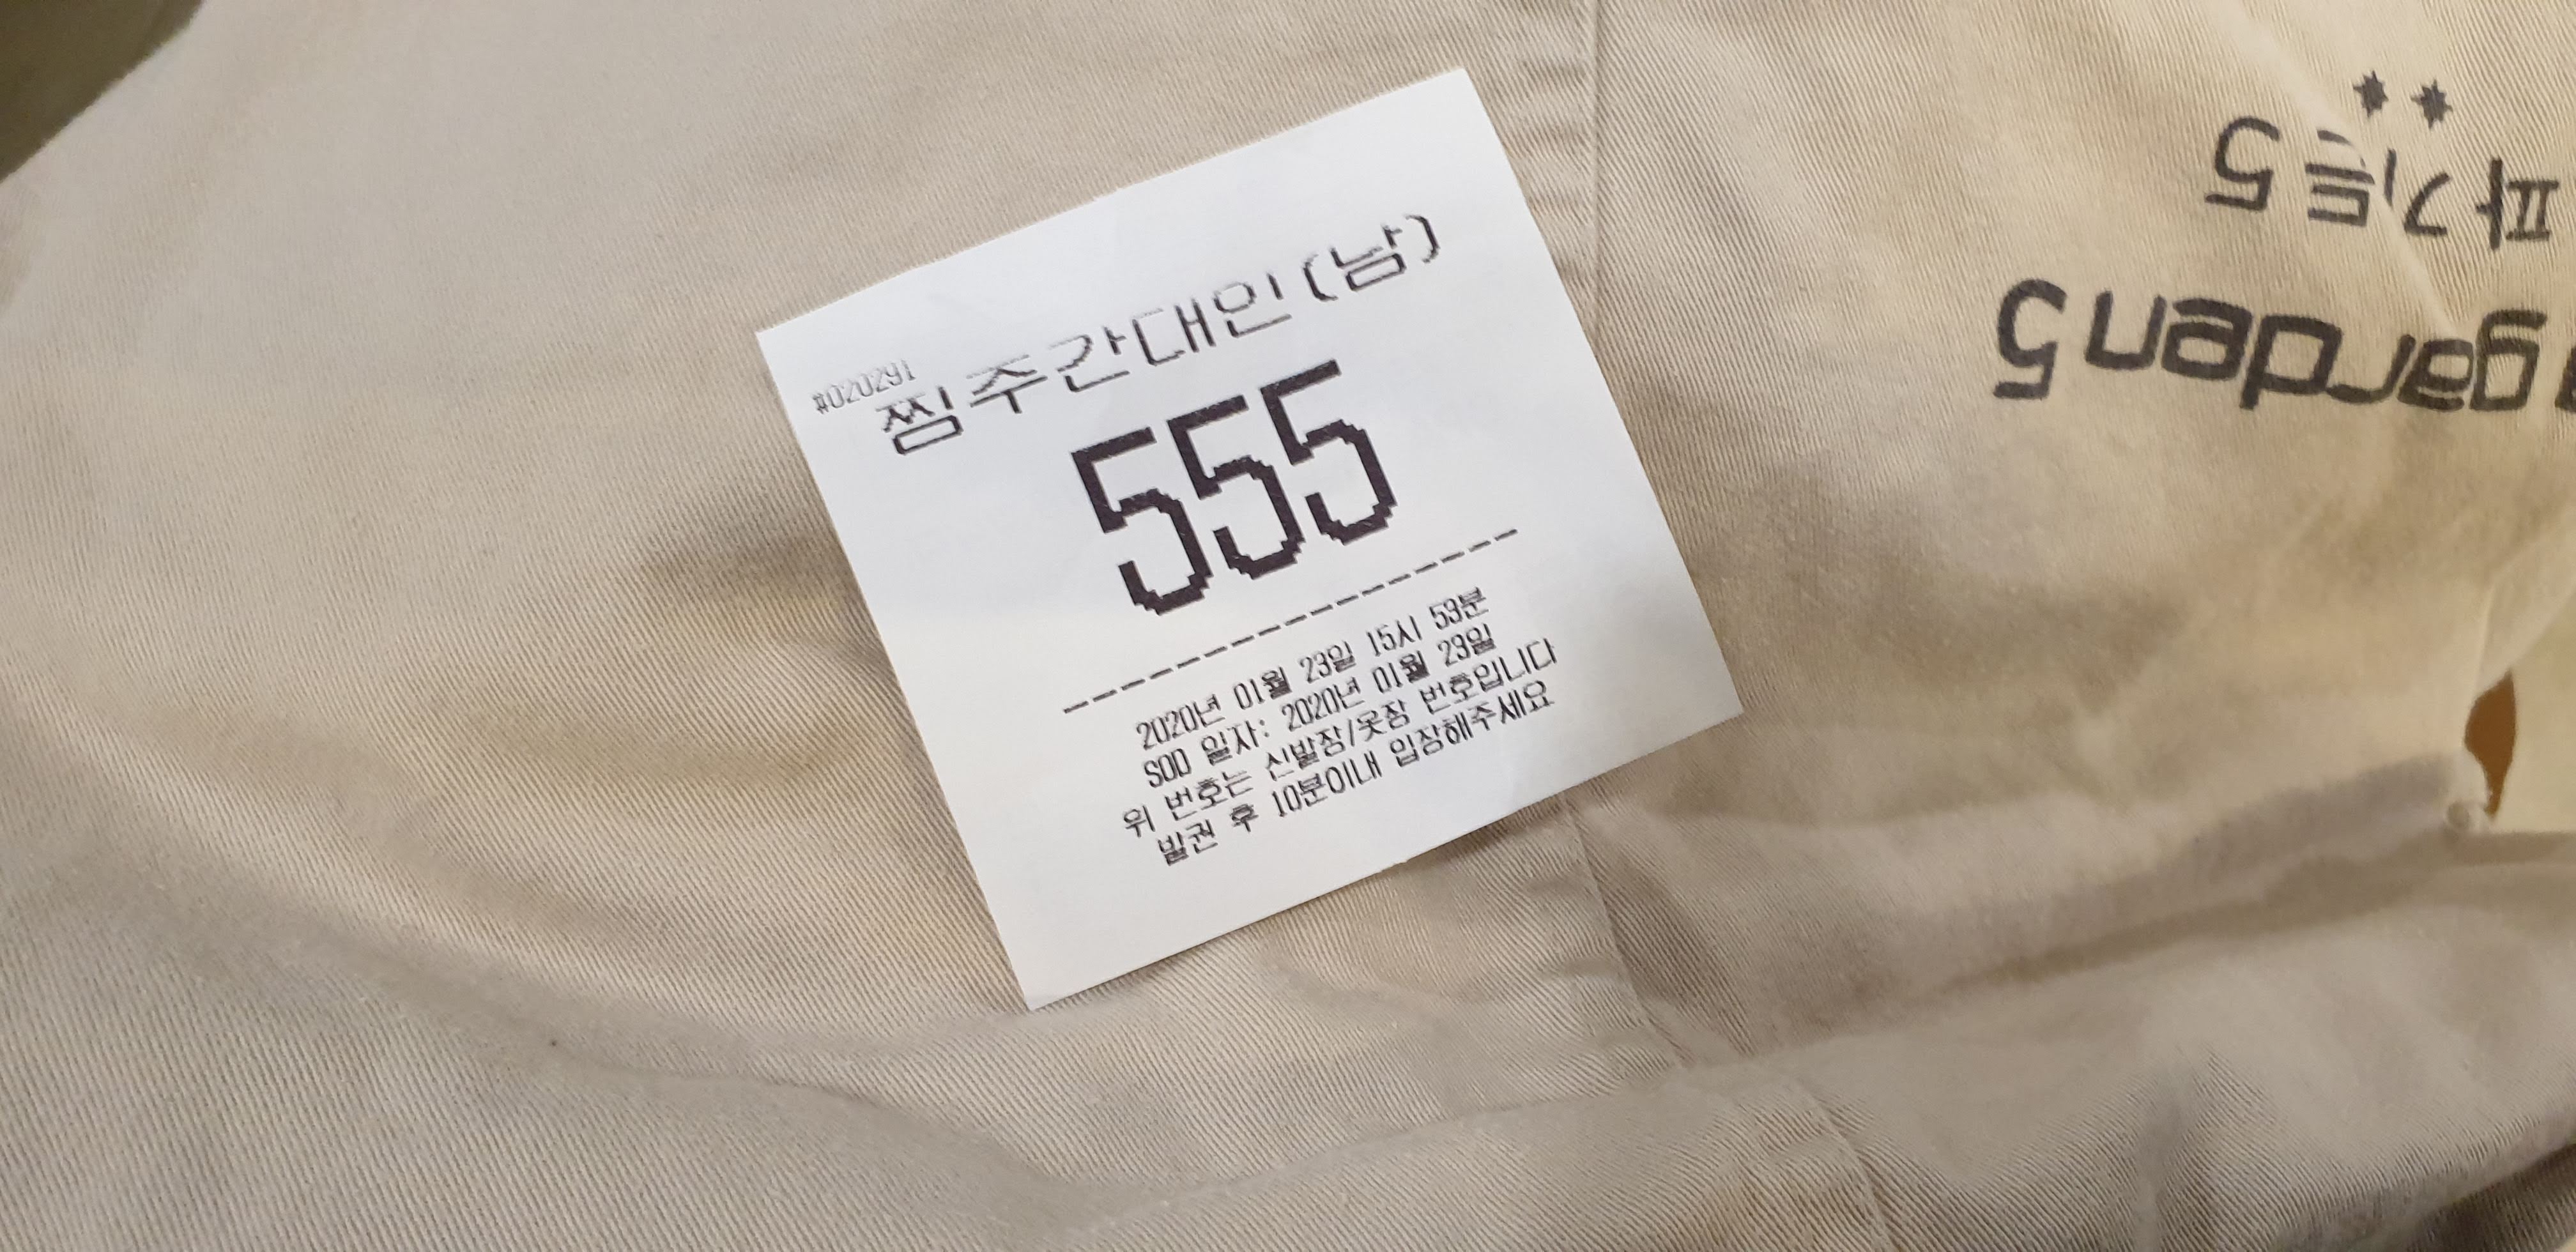 #020291
찜주간대인(남)
555
--------------------
2020년 01월 23일 15시 53분
SOD 일자: 2020년 01월 23일
위 번호는 신발장/옷장 번호입니다
발권 후 10분이내 입장해주세요
garden5
파 5